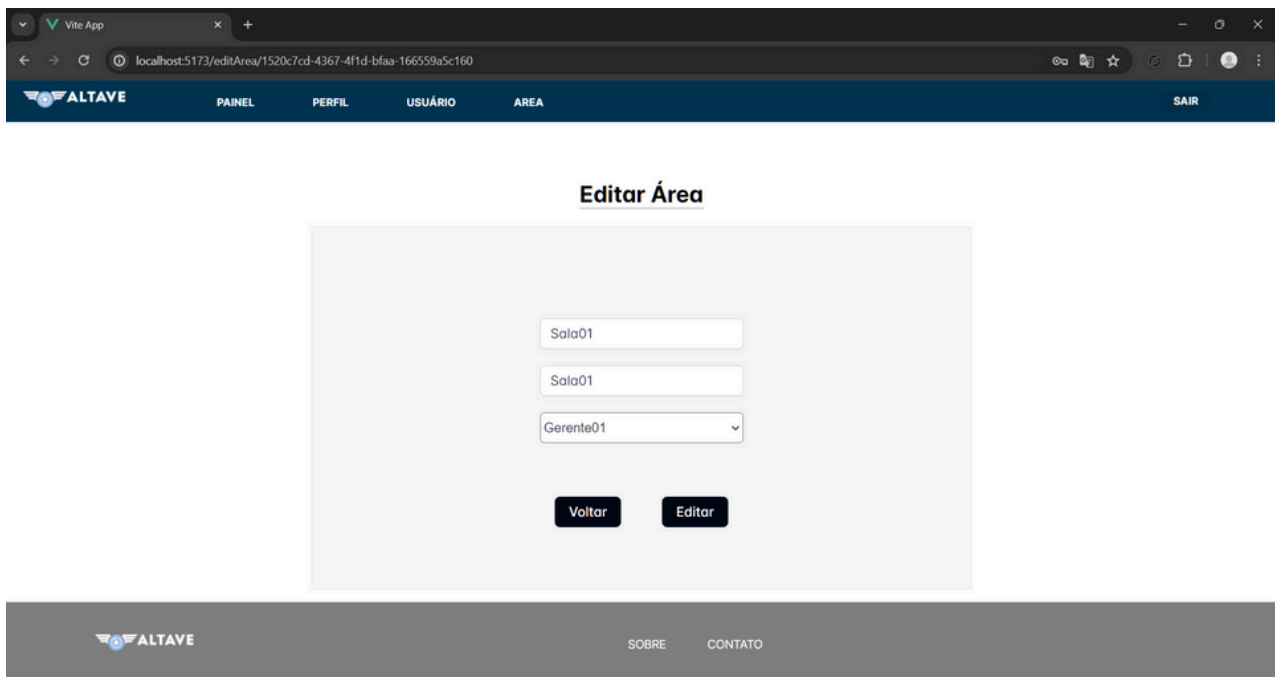 Vite App
localhost:5173/editArea/1520c7cd-4367-4f1d-bfaa-166559a5c160
ALTAVE PAINEL PERFIL USUÁRIO AREA SAIR
Editar Área
Sala01
Sala01
Gerente01
Voltar Editar
ALTAVE SOBRE CONTATO